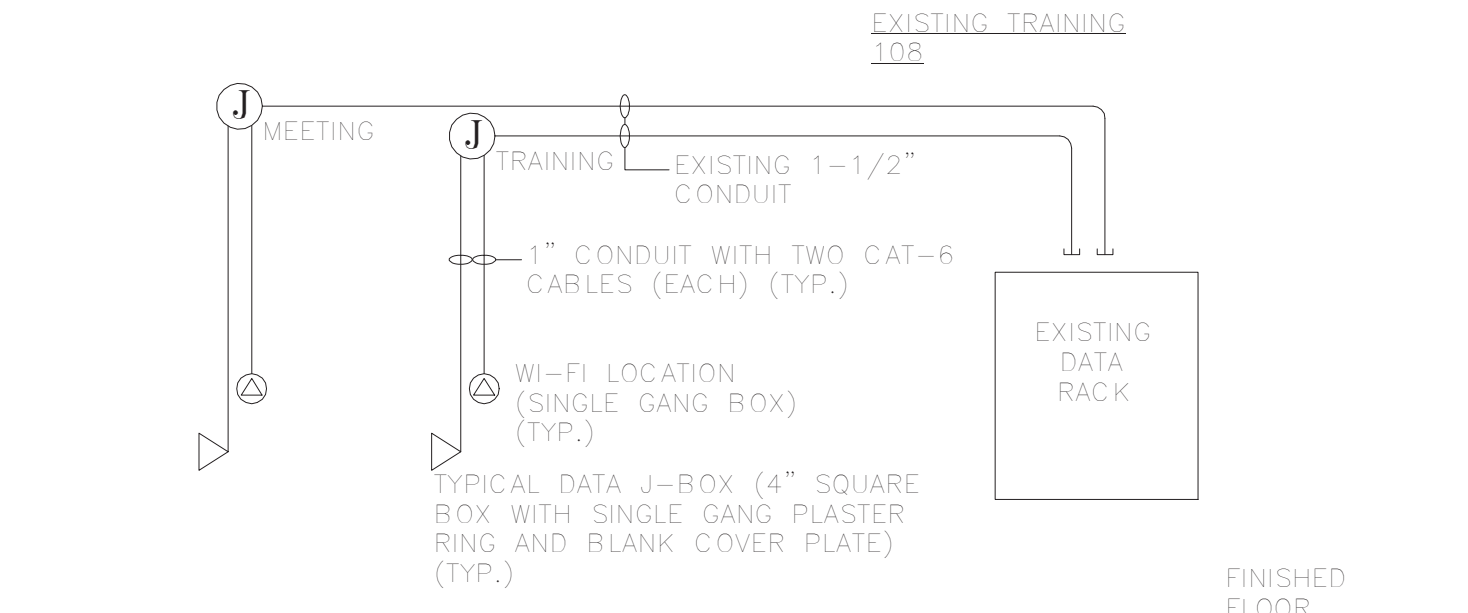 EXISTING TRAINING
108
J
MEETING
J
TRAINING
EXISTING 1-1/2”
CONDUIT
1” CONDUIT WITH TWO CAT-6
CABLES (EACH) (TYP.)
EXISTING
DATA
RACK
WI-FI LOCATION
(SINGLE GANG BOX)
(TYP.)
TYPICAL DATA J-BOX (4” SQUARE
BOX WITH SINGLE GANG PLASTER
RING AND BLANK COVER PLATE)
(TYP.)
FINISHED
FLOOR